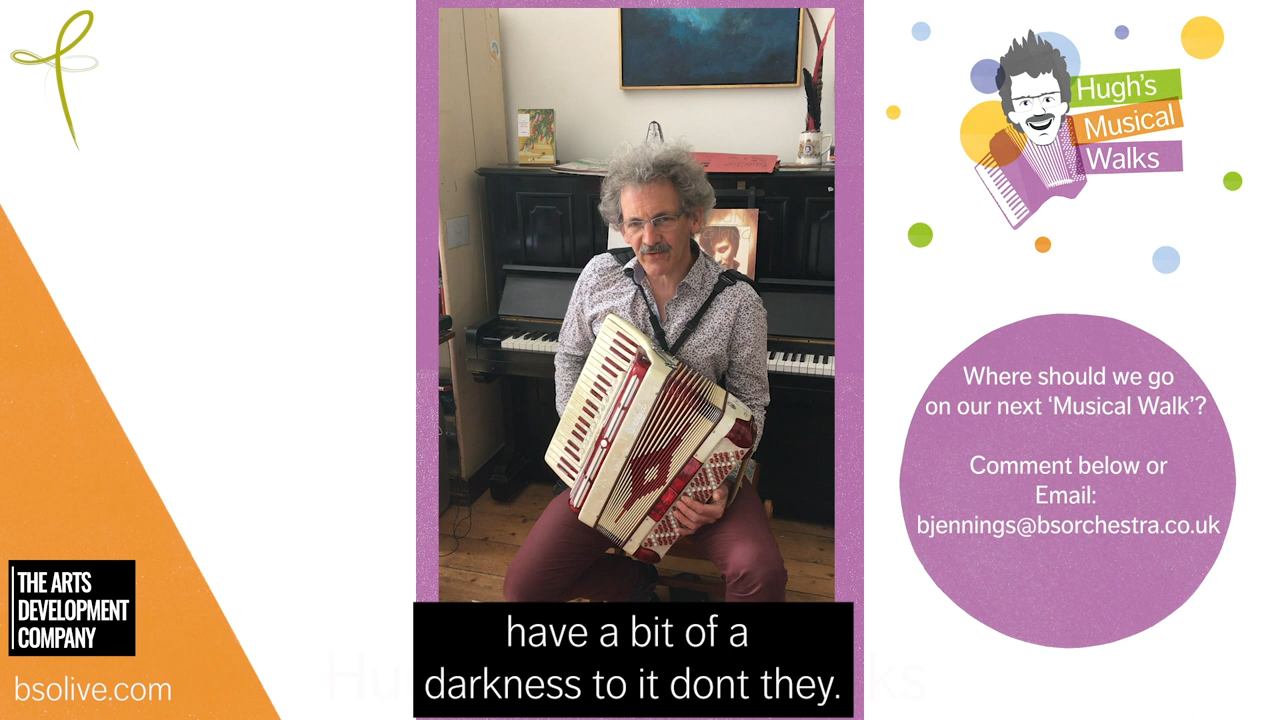 Hugh's
Musical
Walks
Where should we go
on our next ‘Musical Walk’?
Comment below or
Email:
bjennings@bsorchestra.co.uk
THE ARTS
DEVELOPMENT
COMPANY
bsolive.com
have a bit of a
darkness to it dont they.